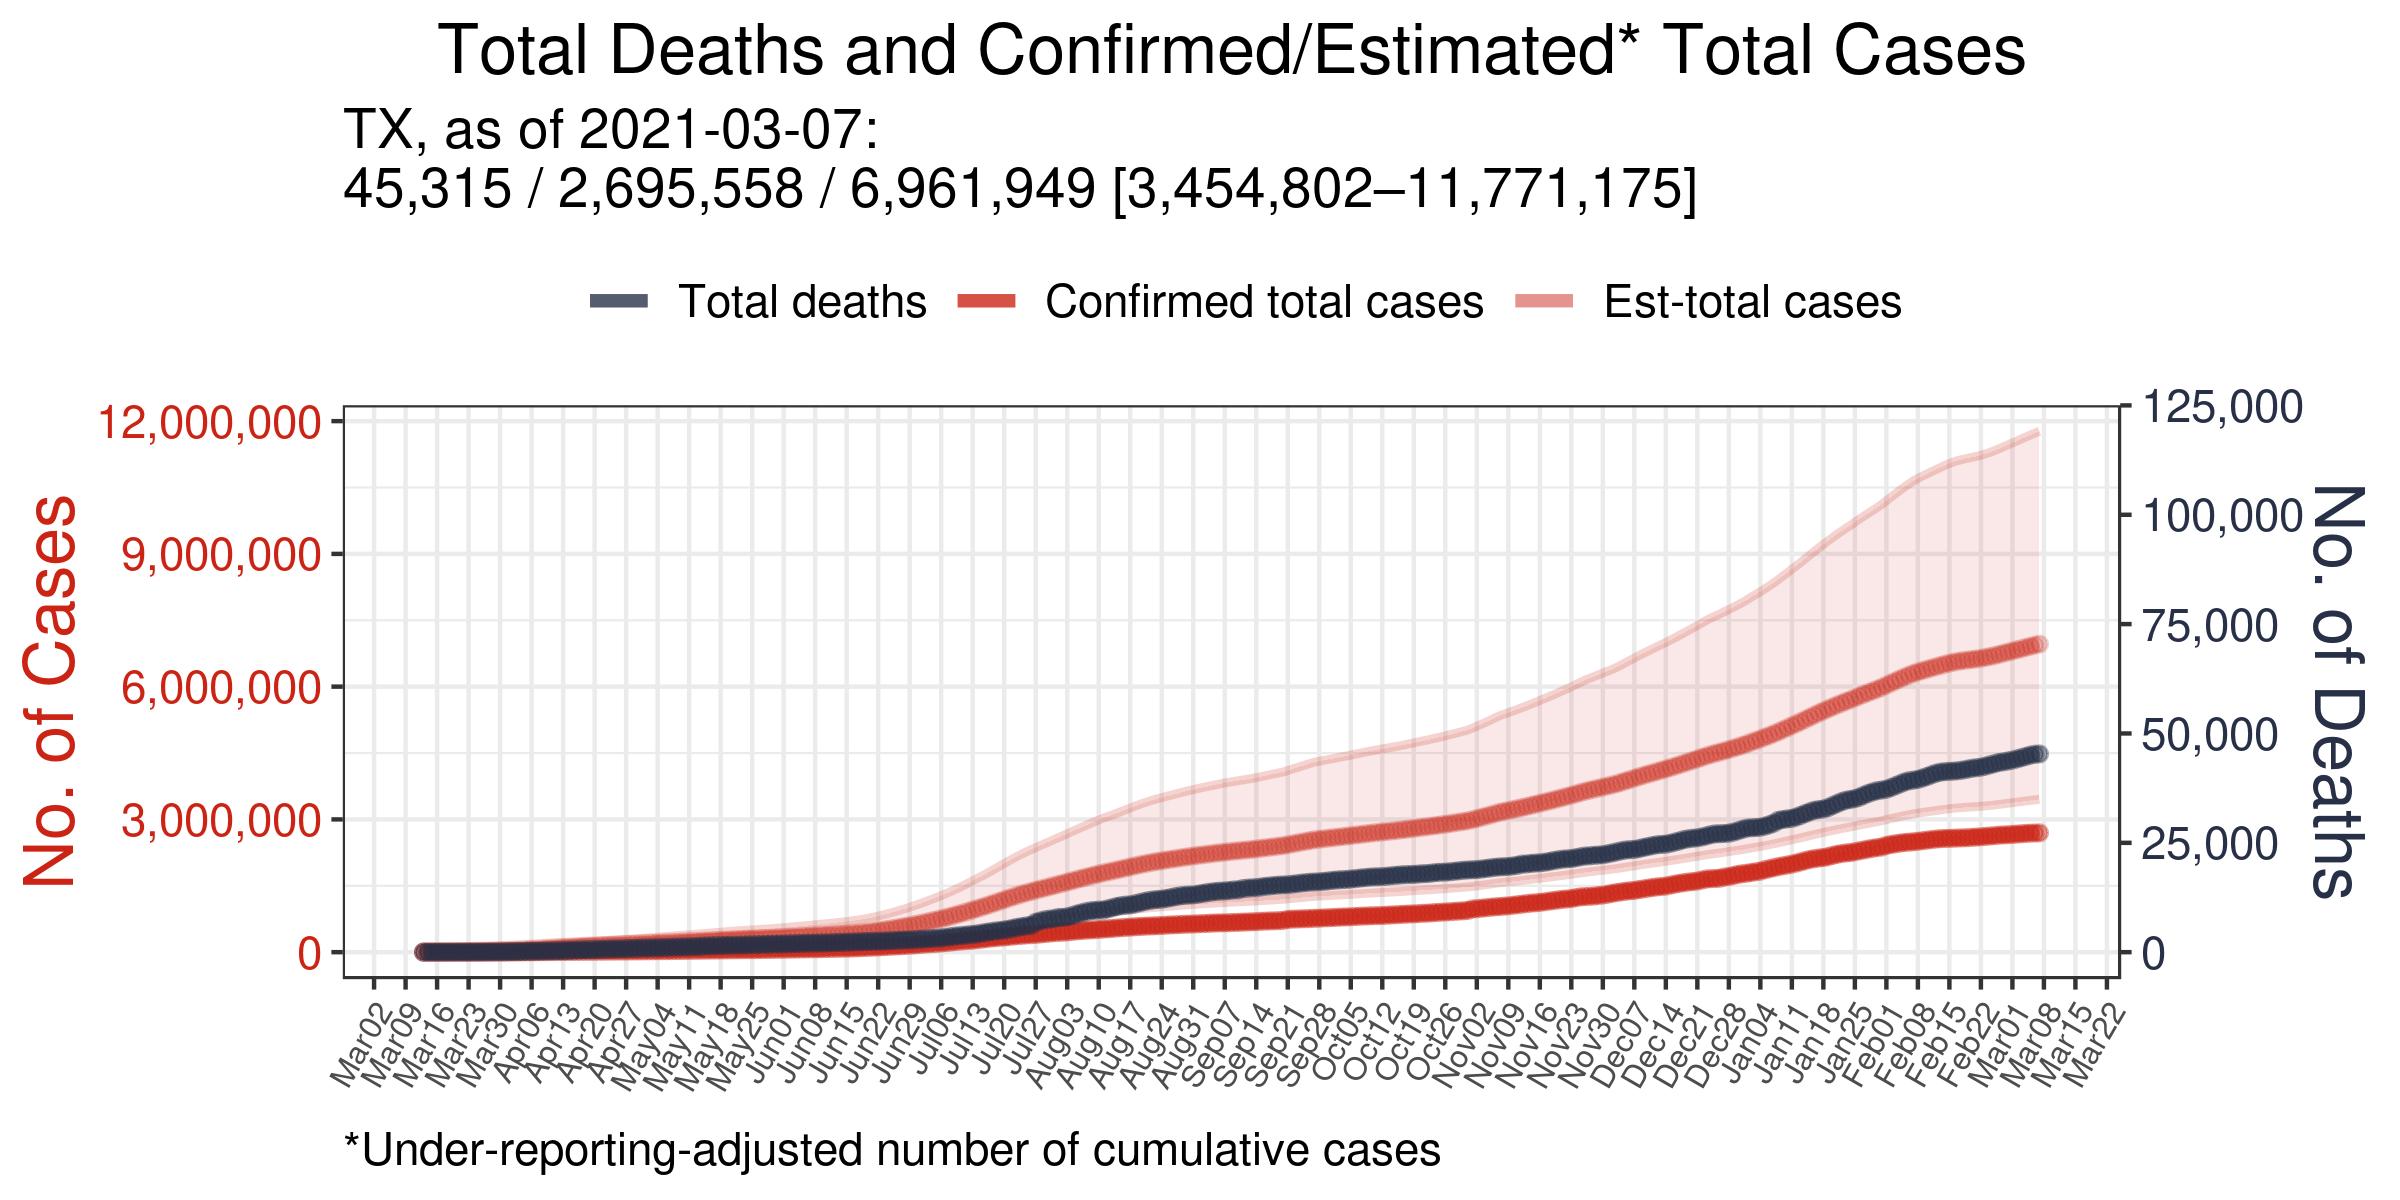 Total Deaths and Confirmed/Estimated* Total Cases
TX, as of 2021-03-07:
45,315 / 2,695,558 / 6,961,949 [3,454,802–11,771,175]
Total deaths Confirmed total cases Est-total cases
No. of Cases
12,000,000
9,000,000
6,000,000
3,000,000
0
125,000
100,000
75,000
50,000
25,000
0
No. of Deaths
Mar02 Mar09 Mar16 Mar23 Mar30 Apr06 Apr13 Apr20 Apr27 May04 May11 May18 May25 Jun01 Jun08 Jun15 Jun22 Jun29 Jul06 Jul13 Jul20 Jul27 Aug03 Aug10 Aug17 Aug24 Aug31 Sep07 Sep14 Sep21 Sep28 Oct05 Oct12 Oct19 Oct26 Nov02 Nov09 Nov16 Nov23 Nov30 Dec07 Dec14 Dec21 Dec28 Jan04 Jan11 Jan18 Jan25 Feb01 Feb08 Feb15 Feb22 Mar01 Mar08 Mar15 Mar22
*Under-reporting-adjusted number of cumulative cases